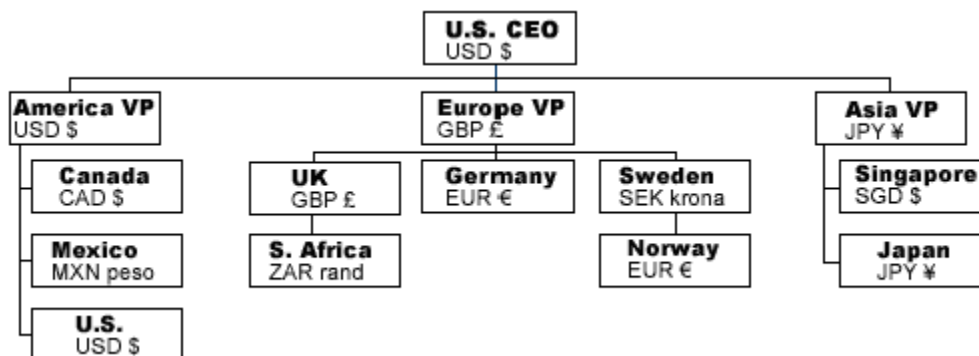 U.S. CEO
USD $
America VP
USD $
Europe VP
GBP £
Asia VP
JPY ¥
Canada
CAD $
UK
GBP £
Germany
EUR €
Sweden
SEK krona
Singapore
SGD $
Mexico
MXN peso
S. Africa
ZAR rand
Norway
EUR €
Japan
JPY ¥
U.S.
USD $